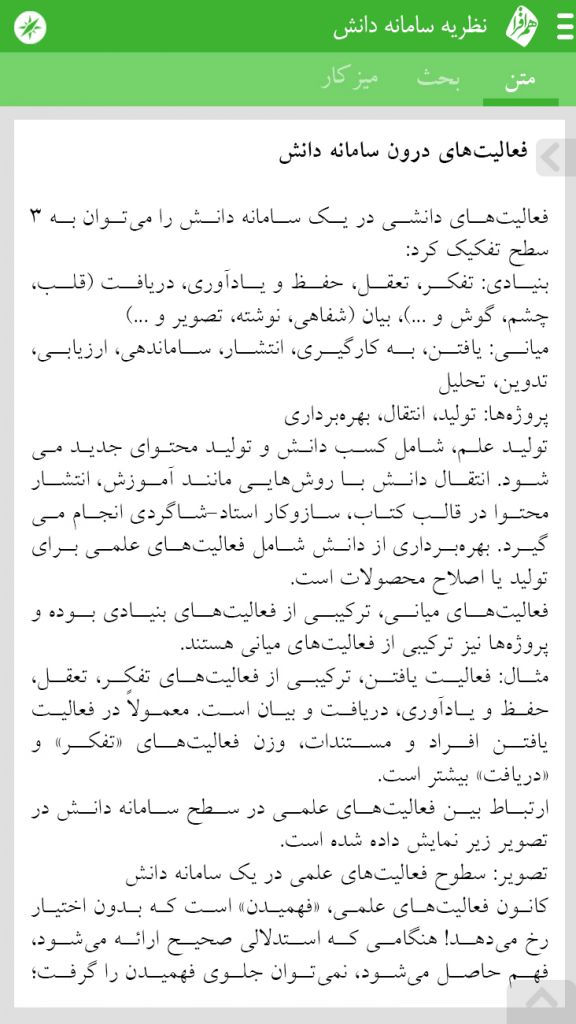 هم‌افزا
نظریه سامانه دانش
متن
بحث
میز کار
فعالیت‌های درون سامانه دانش
فعالیت‌های دانشی در یک سامانه دانش را می‌توان به ۳
سطح تفکیک کرد:
بنیادی: تفکر، تعقل، حفظ و یادآوری، دریافت (قلب،
چشم، گوش و ...)، بیان (شفاهی، نوشته، تصویر و ...)
میانی: یافتن، به کارگیری، انتشار، ساماندهی، ارزیابی،
تدوین، تحلیل
پروژه‌ها: تولید، انتقال، بهره‌برداری
تولید علم، شامل کسب دانش و تولید محتوای جدید می
شود. انتقال دانش با روش‌هایی مانند آموزش، انتشار
محتوا در قالب کتاب، سازوکار استاد-شاگردی انجام می
گیرد. بهره‌برداری از دانش شامل فعالیت‌های علمی برای
تولید یا اصلاح محصولات است.
فعالیت‌های میانی، ترکیبی از فعالیت‌های بنیادی بوده و
پروژه‌ها نیز ترکیبی از فعالیت‌های میانی هستند.
مثال: فعالیت یافتن، ترکیبی از فعالیت‌های تفکر، تعقل،
حفظ و یادآوری، دریافت و بیان است. معمولاً در فعالیت
یافتن افراد و مستندات، وزن فعالیت‌های «تفکر» و
«دریافت» بیشتر است.
ارتباط بین فعالیت‌های علمی در سطح سامانه دانش در
تصویر زیر نمایش داده شده است.
تصویر: سطوح فعالیت‌های علمی در یک سامانه دانش
کانون فعالیت‌های علمی، «فهمیدن» است که بدون اختیار
رخ می‌دهد! هنگامی که استدلالی صحیح ارائه می‌شود،
فهم حاصل می‌شود، نمی‌توان جلوی فهمیدن را گرفت؛